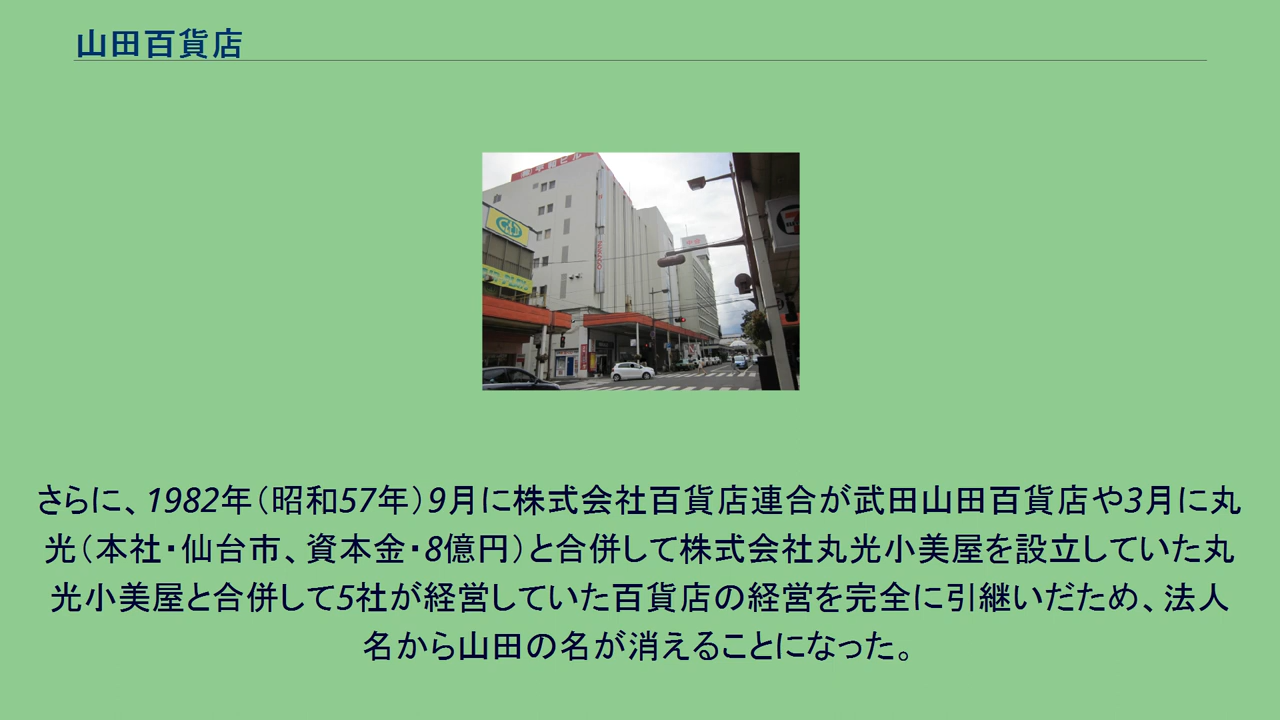 山田百貨店
さらに、1982年（昭和57年）9月に株式会社百貨店連合が武田山田百貨店や3月に丸
光（本社・仙台市、資本金・8億円）と合併して株式会社丸光小美屋を設立していた丸
光小美屋と合併して5社が経営していた百貨店の経営を完全に引継いだため、法人
名から山田の名が消えることになった。